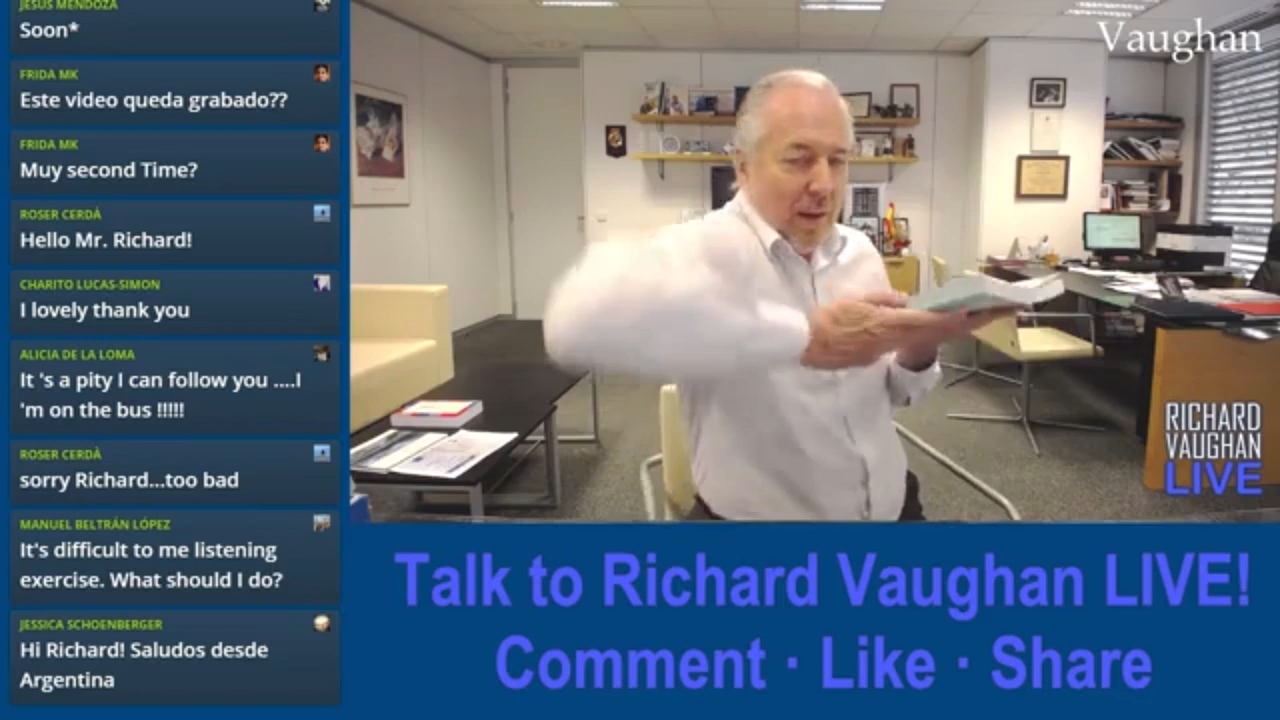 JESÚS MENDOZA
Soon*
FRIDA MK
Este video queda grabado??
FRIDA MK
Muy second Time?
ROSER CERDÀ
Hello Mr. Richard!
CHARITO LUCAS-SIMON
I lovely thank you
ALICIA DE LA LOMA
It 's a pity I can follow you ....I
'm on the bus !!!!!
ROSER CERDÀ
sorry Richard...too bad
MANUEL BELTRÁN LÓPEZ
It's difficult to me listening
exercise. What should I do?
JESSICA SCHOENBERGER
Hi Richard! Saludos desde
Argentina
Vaughan
RICHARD
VAUGHAN
LIVE
Talk to Richard Vaughan LIVE!
Comment · Like · Share